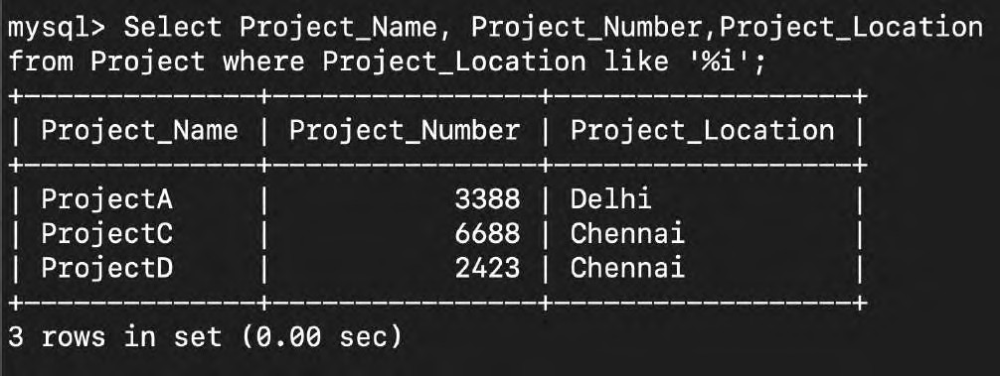 mysql> Select Project_Name, Project_Number,Project_Location
from Project where Project_Location like '%i';
+--------------+----------------+------------------+
| Project_Name | Project_Number | Project_Location |
+--------------+----------------+------------------+
| ProjectA     |           3388 | Delhi            |
| ProjectC     |           6688 | Chennai          |
| ProjectD     |           2423 | Chennai          |
+--------------+----------------+------------------+
3 rows in set (0.00 sec)